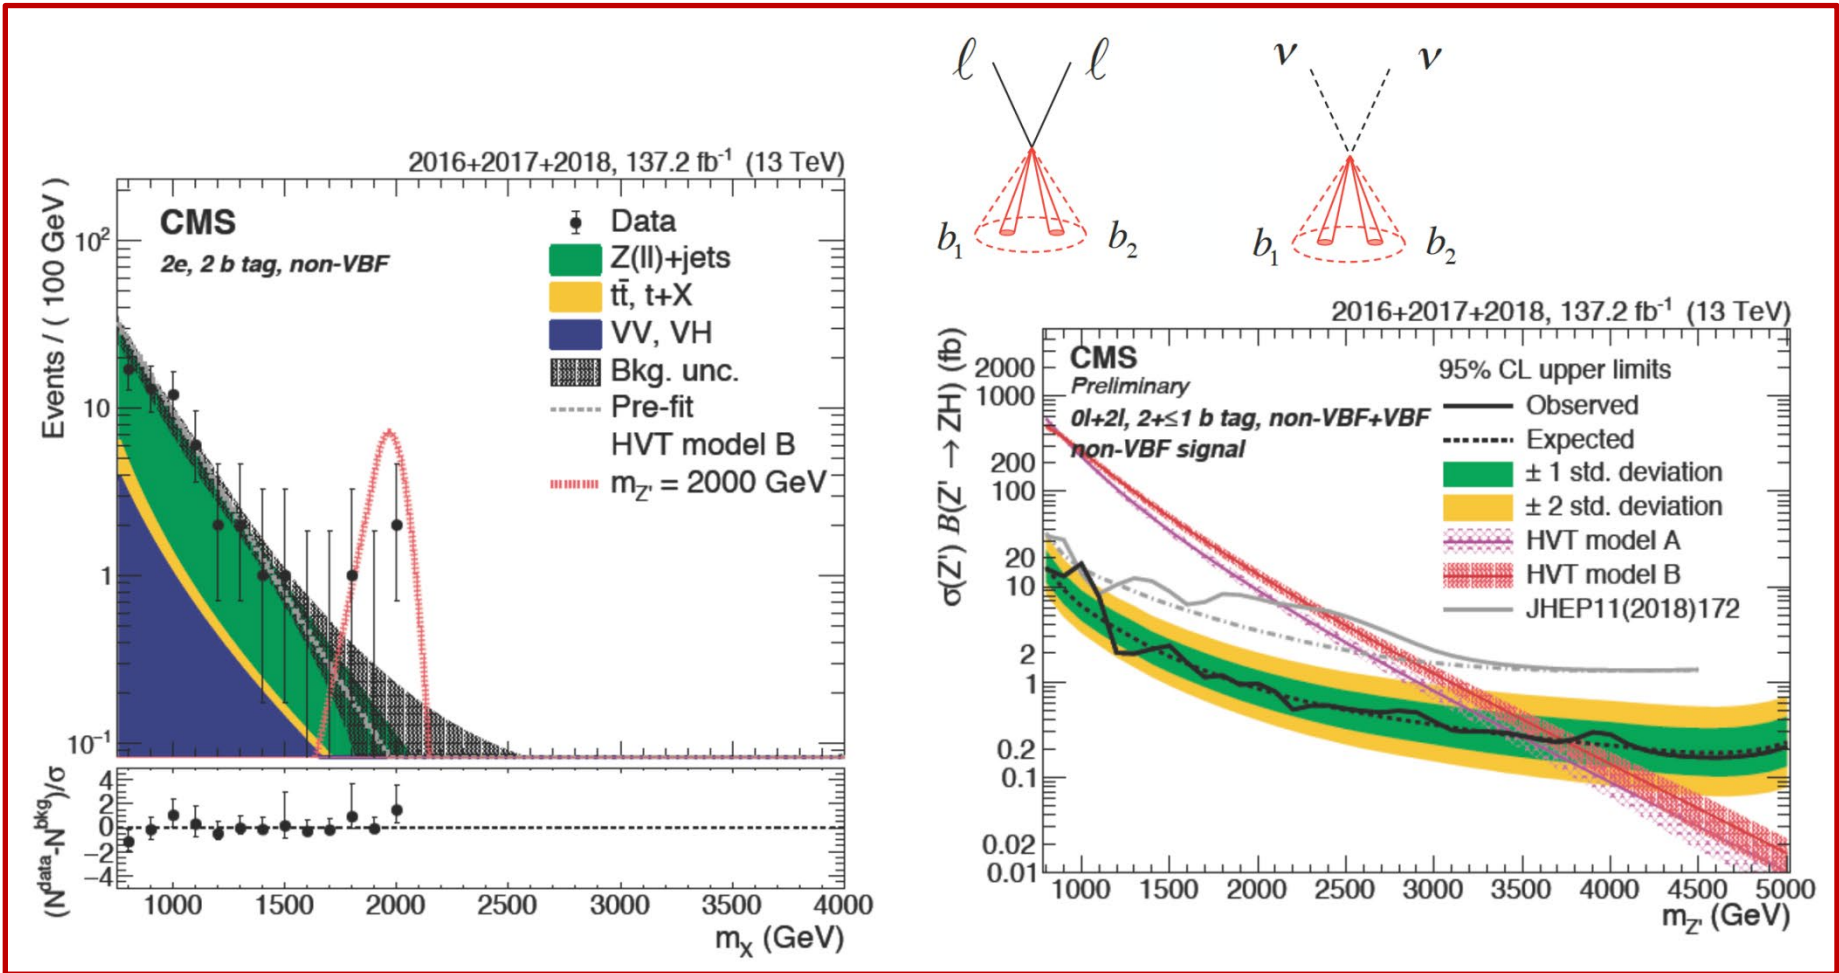 2016+2017+2018, 137.2 fb⁻¹ (13 TeV)
CMS
2e, 2 b tag, non-VBF
Data
Z(ll)+jets
tt̄, t+X
VV, VH
Bkg. unc.
Pre-fit
HVT model B
m_Z' = 2000 GeV
Events / ( 100 GeV )
10²
10
1
10⁻¹
(N^data-N^bkg)/σ
4
2
0
−2
−4
1000 1500 2000 2500 3000 3500 4000
m_X (GeV)
ℓ ℓ
b₁ b₂
ν ν
b₁ b₂
2016+2017+2018, 137.2 fb⁻¹ (13 TeV)
CMS
Preliminary
0l+2l, 2+≤1 b tag, non-VBF+VBF
non-VBF signal
95% CL upper limits
Observed
Expected
± 1 std. deviation
± 2 std. deviation
HVT model A
HVT model B
JHEP11(2018)172
σ(Z') B(Z' → ZH) (fb)
2000
1000
200
100
20
10
2
1
0.2
0.1
0.02
0.01
1000 1500 2000 2500 3000 3500 4000 4500 5000
m_Z' (GeV)